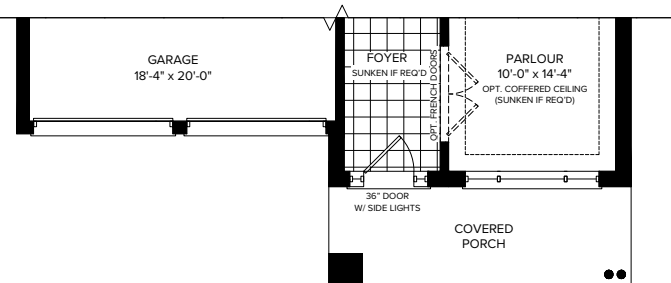 GARAGE
18'-4" x 20'-0"
FOYER
SUNKEN IF REQ'D
OPT. FRENCH DOORS
PARLOUR
10'-0" x 14'-4"
OPT. COFFERED CEILING
(SUNKEN IF REQ'D)
36" DOOR
W/ SIDE LIGHTS
COVERED
PORCH